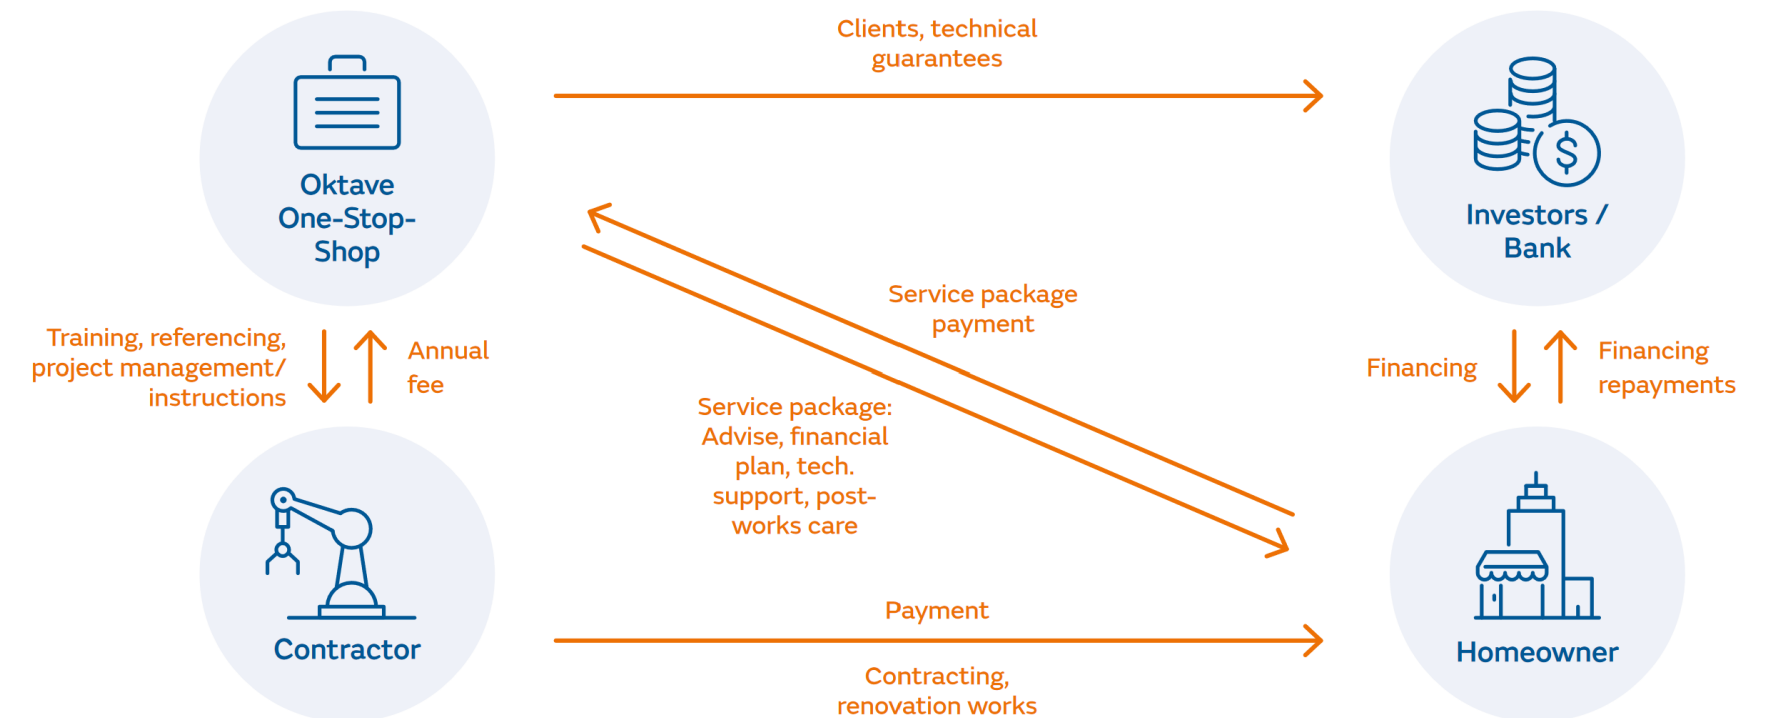 Clients, technical
guarantees
Oktave
One-Stop-
Shop
Investors /
Bank
Service package
payment
Training, referencing,
project management/
instructions
Annual
fee
Financing
Financing
repayments
Service package:
Advise, financial
plan, tech.
support, post-
works care
Payment
Contractor
Homeowner
Contracting,
renovation works